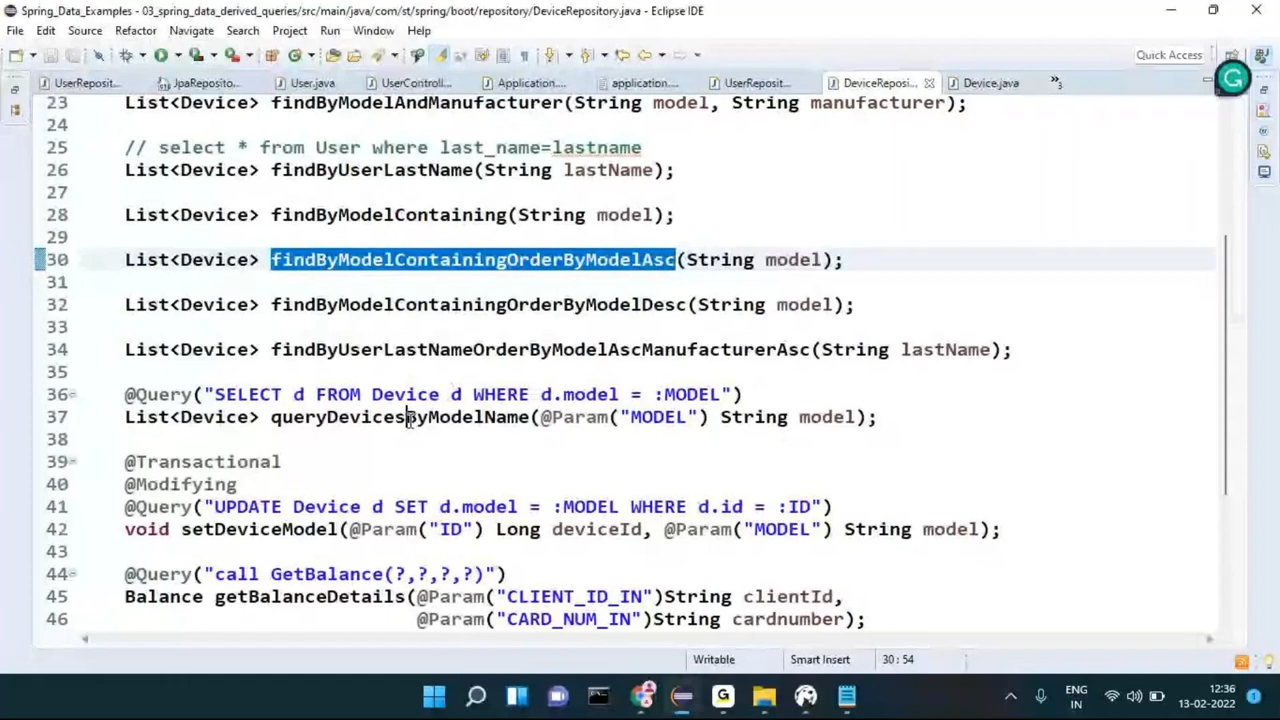 Spring_Data_Examples - 03_spring_data_derived_queries/src/main/java/com/st/spring/boot/repository/DeviceRepository.java - Eclipse IDE
File Edit Source Refactor Navigate Search Project Run Window Help
Quick Access
UserReposit... JpaReposito... User.java UserControll... Application.... application.... UserReposit... DeviceReposi... Device.java »3
23 List<Device> findByModelAndManufacturer(String model, String manufacturer);
24
25 // select * from User where last_name=lastname
26 List<Device> findByUserLastName(String lastName);
27
28 List<Device> findByModelContaining(String model);
29
30 List<Device> findByModelContainingOrderByModelAsc(String model);
31
32 List<Device> findByModelContainingOrderByModelDesc(String model);
33
34 List<Device> findByUserLastNameOrderByModelAscManufacturerAsc(String lastName);
35
36 @Query("SELECT d FROM Device d WHERE d.model = :MODEL")
37 List<Device> queryDevicesByModelName(@Param("MODEL") String model);
38
39 @Transactional
40 @Modifying
41 @Query("UPDATE Device d SET d.model = :MODEL WHERE d.id = :ID")
42 void setDeviceModel(@Param("ID") Long deviceId, @Param("MODEL") String model);
43
44 @Query("call GetBalance(?,?,?,?)")
45 Balance getBalanceDetails(@Param("CLIENT_ID_IN")String clientId,
46 @Param("CARD_NUM_IN")String cardnumber);
Writable Smart Insert 30 : 54
ENG
IN
12:36
13-02-2022